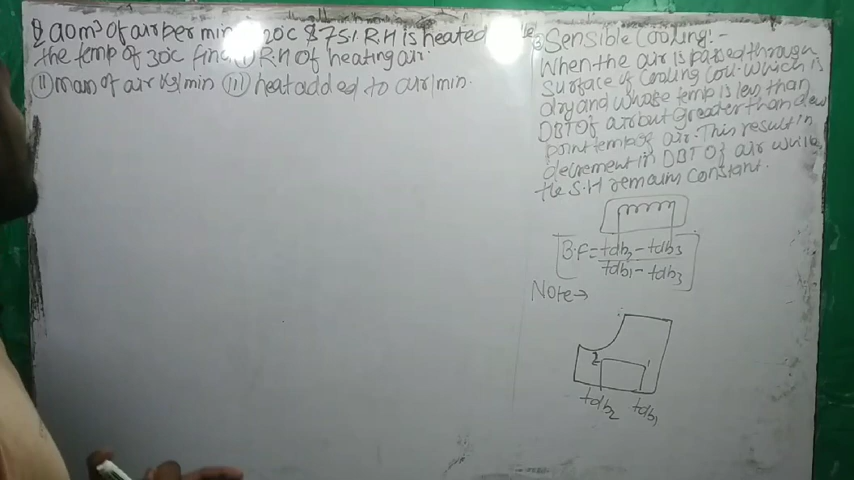 Q 90m³ of air per min 20°C & 75% R.H is heated
the temp of 30°C find (i) R.H of heating air
(ii) mass of air Kg/min (iii) heat added to air/min.
Sensible Cooling:-
When the air is passed through
Surface of Cooling Coil which is
dry and whose temp is less than
DBT of air but greater than dew
point temp of air. This result in
decrement in DBT of air while
the S.H remains constant.
B.F = tdb2 - tdb3
tdb1 - tdb3
Note→
2 1
tdb2 tdb1